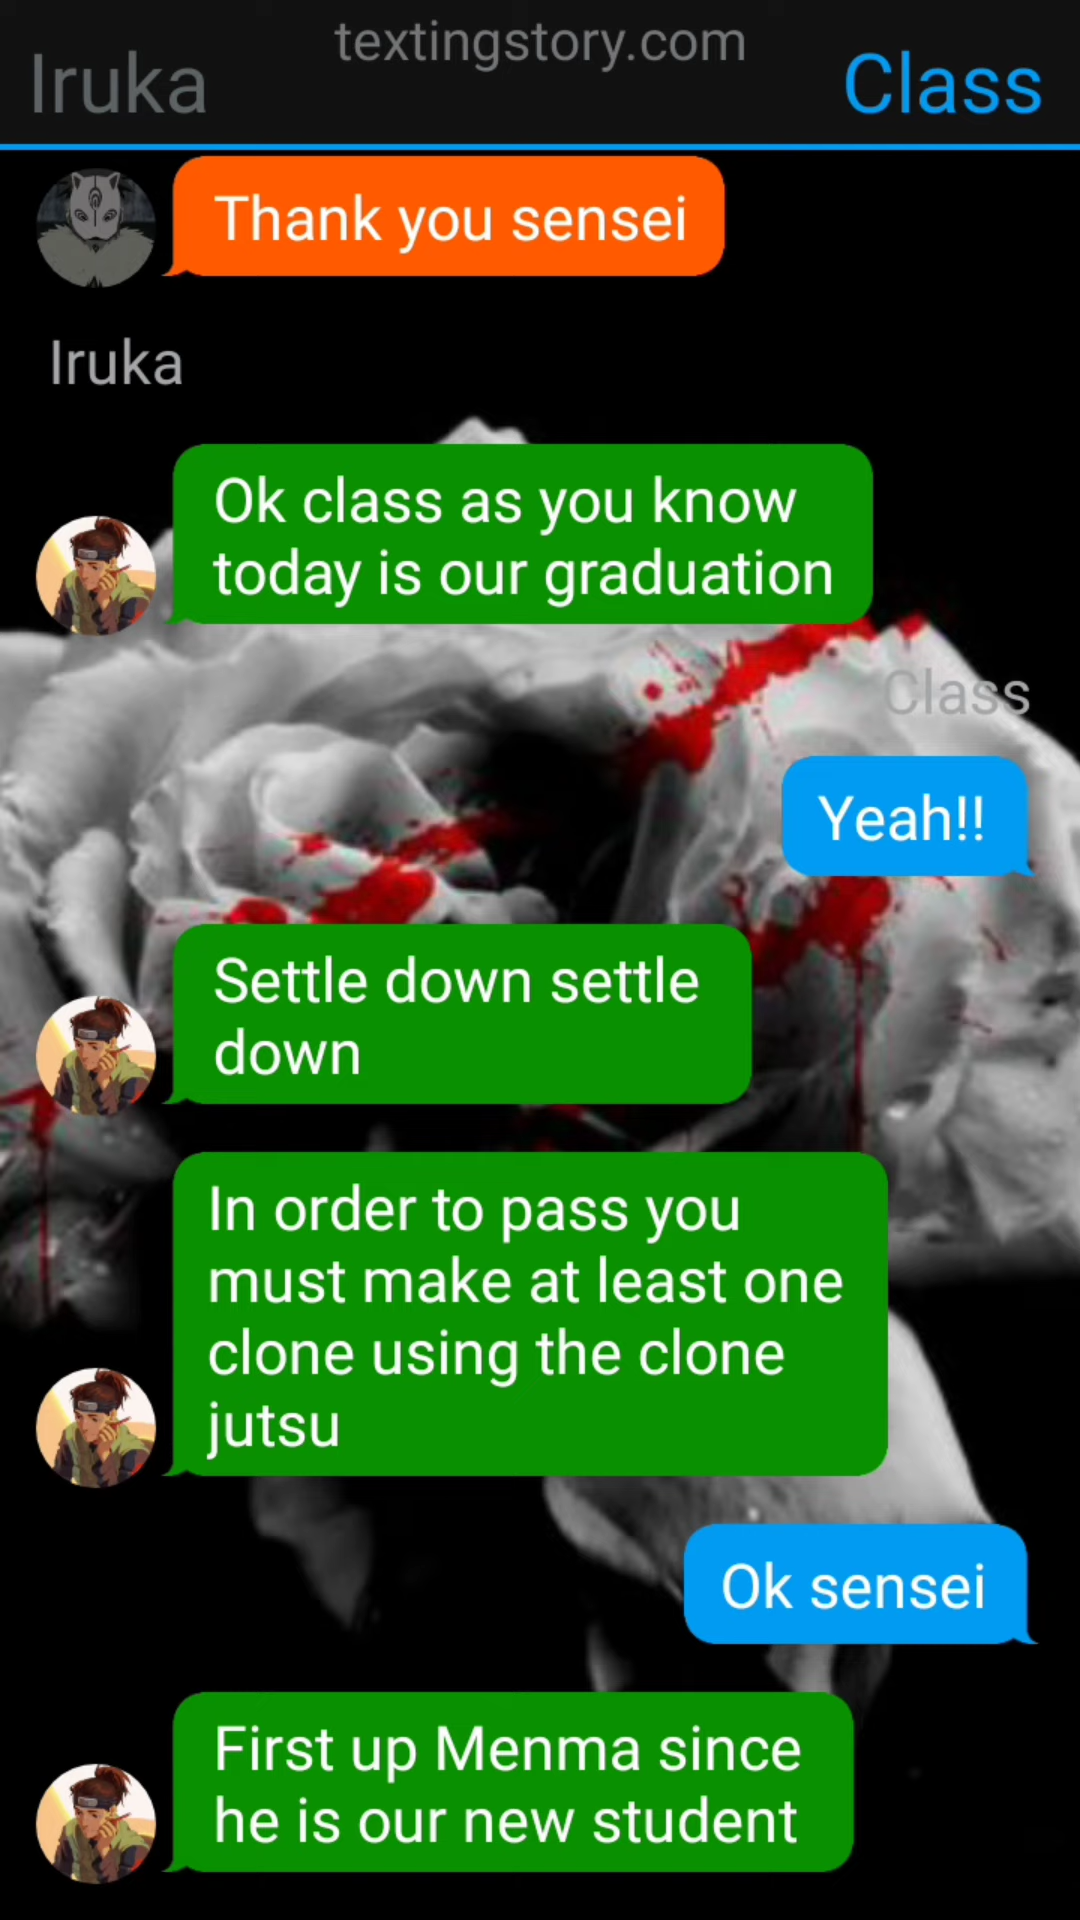 textingstory.com
Iruka
Class
Thank you sensei
Iruka
Ok class as you know
today is our graduation
Class
Yeah!!
Settle down settle
down
In order to pass you
must make at least one
clone using the clone
jutsu
Ok sensei
First up Menma since
he is our new student